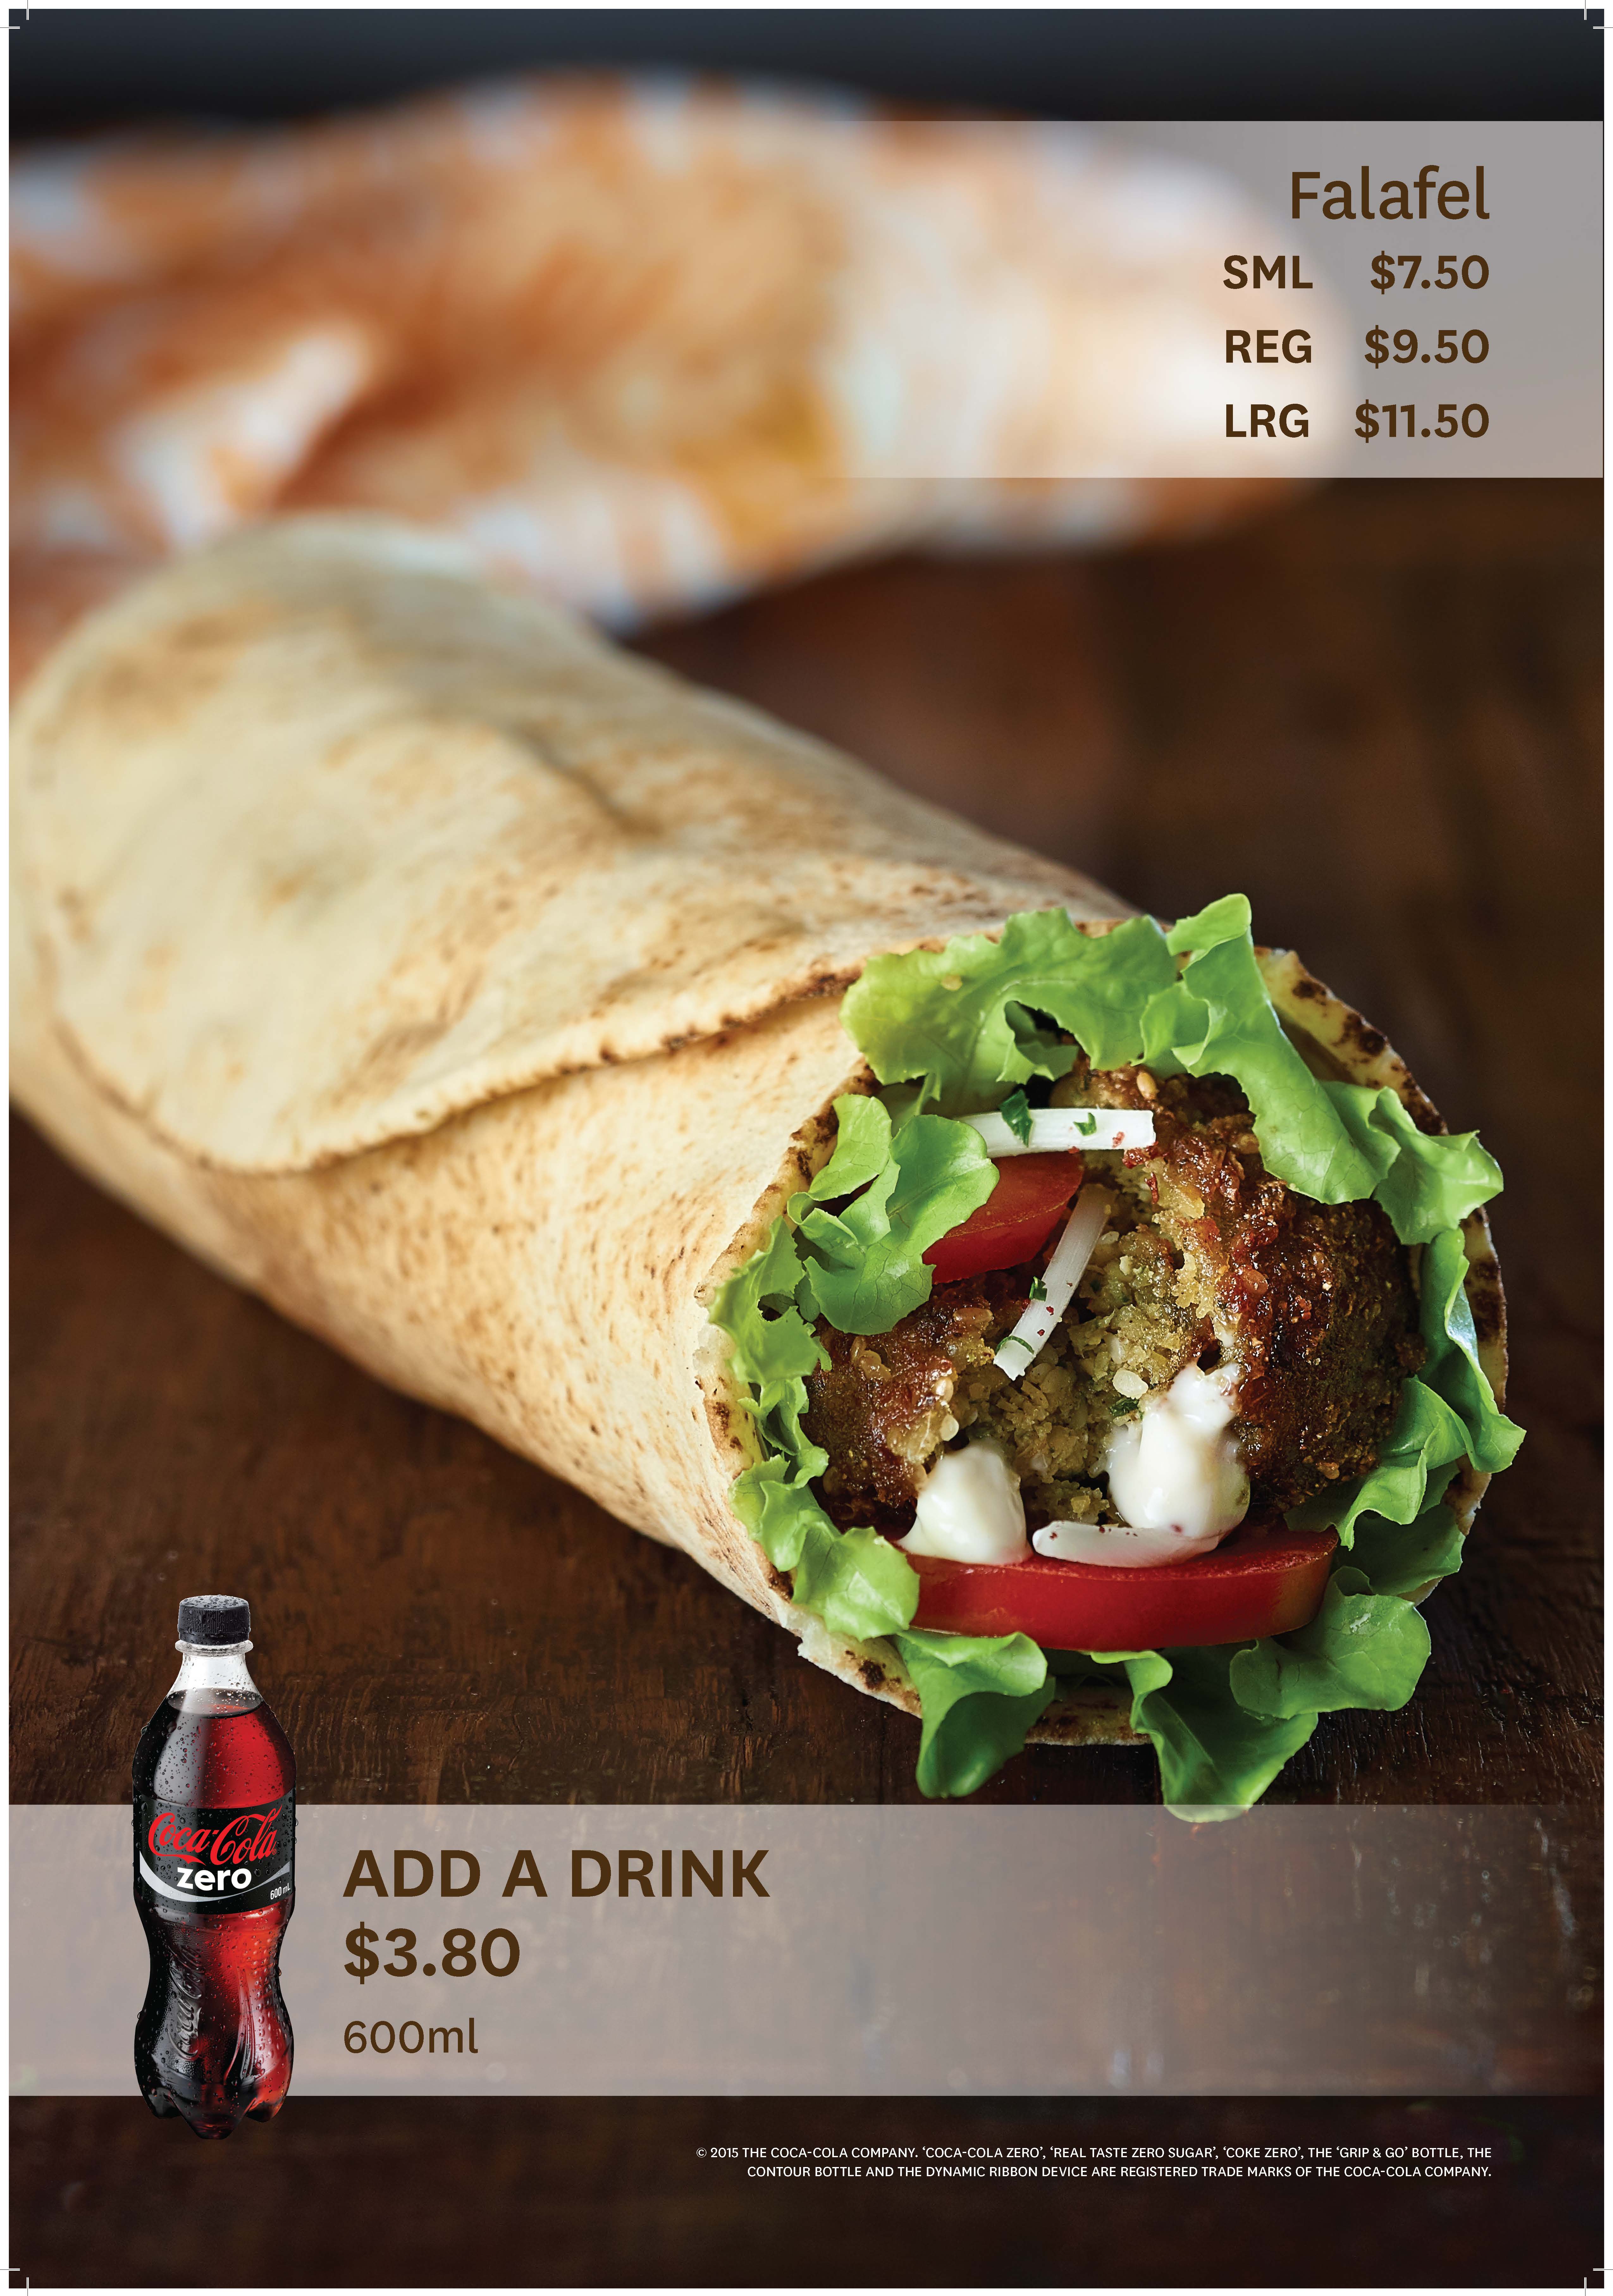 Falafel
SML $7.50
REG $9.50
LRG $11.50
Coca-Cola
zero
600 mL
ADD A DRINK
$3.80
600ml
© 2015 THE COCA-COLA COMPANY. ‘COCA-COLA ZERO’, ‘REAL TASTE ZERO SUGAR’, ‘COKE ZERO’, THE ‘GRIP & GO’ BOTTLE, THE
CONTOUR BOTTLE AND THE DYNAMIC RIBBON DEVICE ARE REGISTERED TRADE MARKS OF THE COCA-COLA COMPANY.